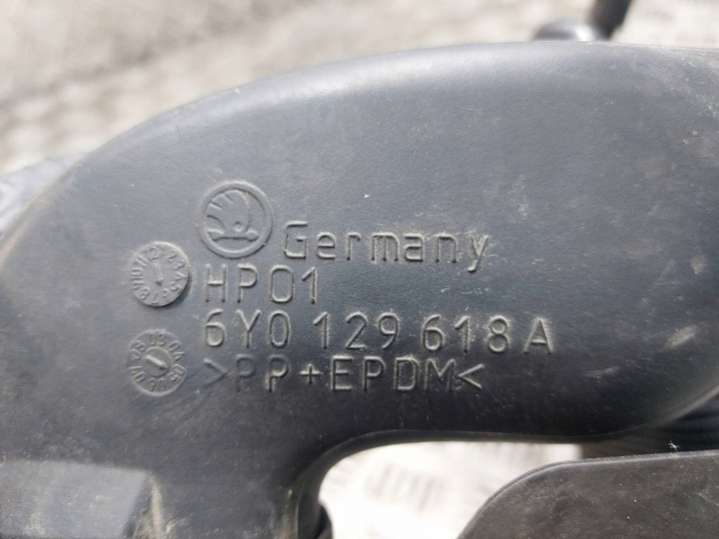 Germany
HP01
6Y0 129 618 A
>PP+EPDM<